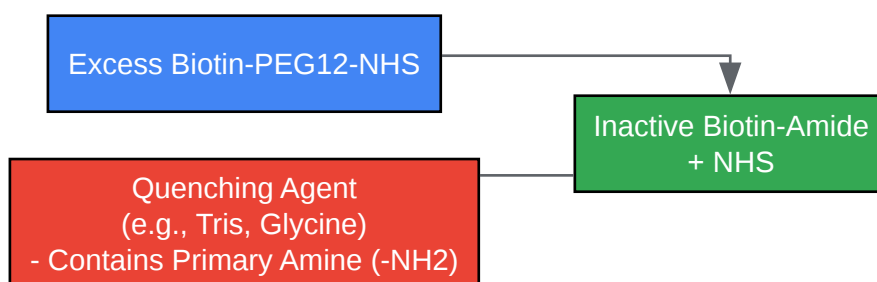 Excess Biotin-PEG12-NHS
Inactive Biotin-Amide
+ NHS
Quenching Agent
(e.g., Tris, Glycine)
- Contains Primary Amine (-NH2)